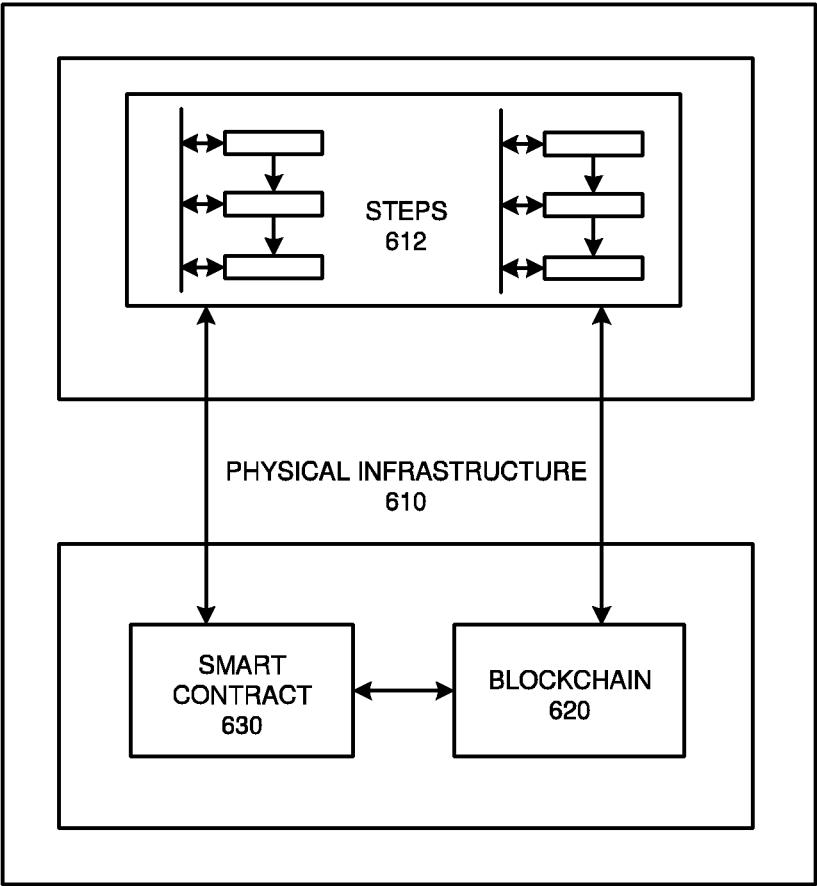 STEPS
612
PHYSICAL INFRASTRUCTURE
610
SMART
CONTRACT
630
BLOCKCHAIN
620